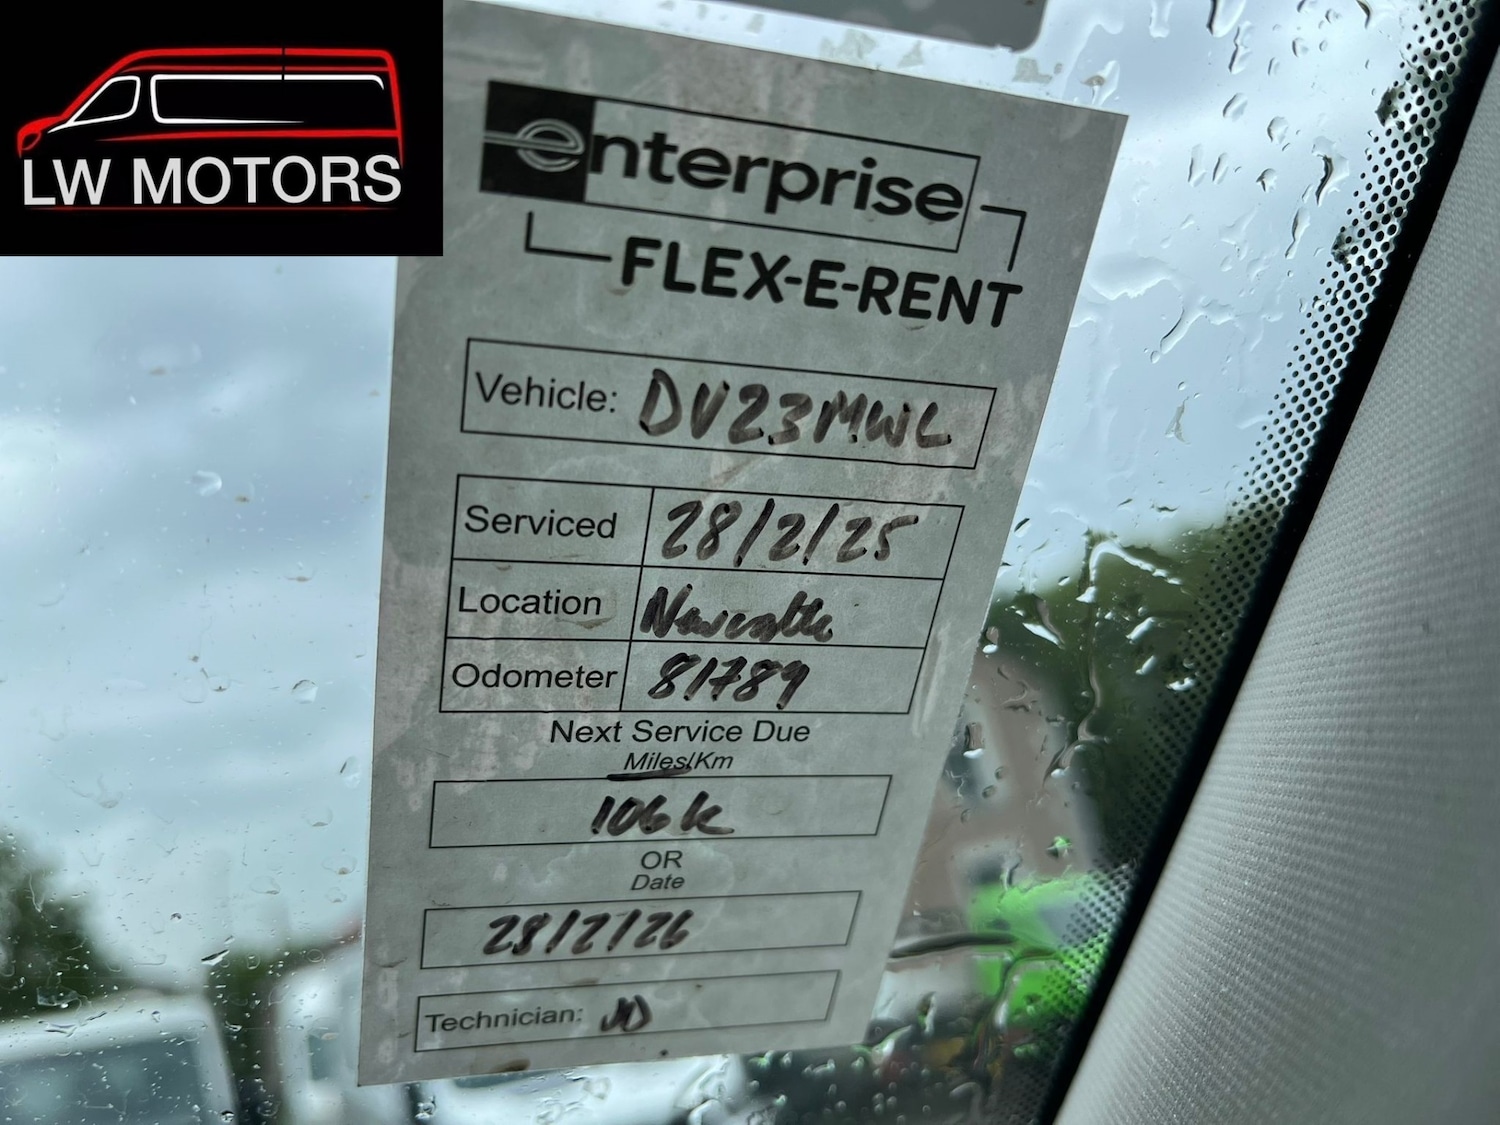 LW MOTORS
enterprise
FLEX-E-RENT
Vehicle: DV23MWL
Serviced 28/2/25
Location Newcastle
Odometer 81789
Next Service Due
Miles/Km
106k
OR
Date
28/2/26
Technician: JD